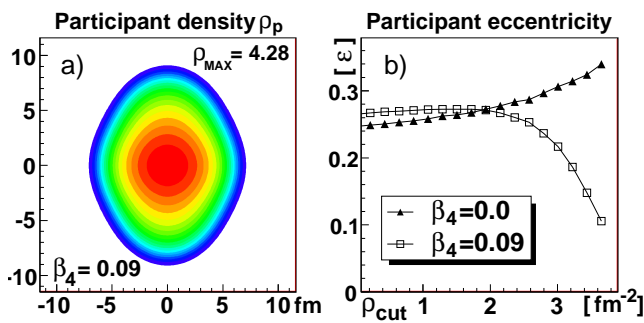 Participant density ρp
Participant eccentricity
a)
ρMAX = 4.28
β4 = 0.09
10
5
0
-5
-10
-10
-5
0
5
10 fm
[ε]
b)
0.3
0.2
0.1
0
β4=0.0
β4=0.09
ρcut
1
2
3
[fm-2]